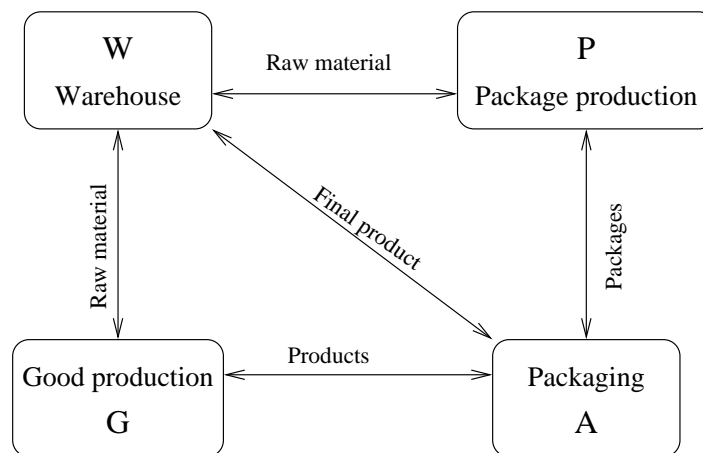 W
Warehouse
Raw material
P
Package production
Raw material
Final product
Packages
Good production
G
Products
Packaging
A